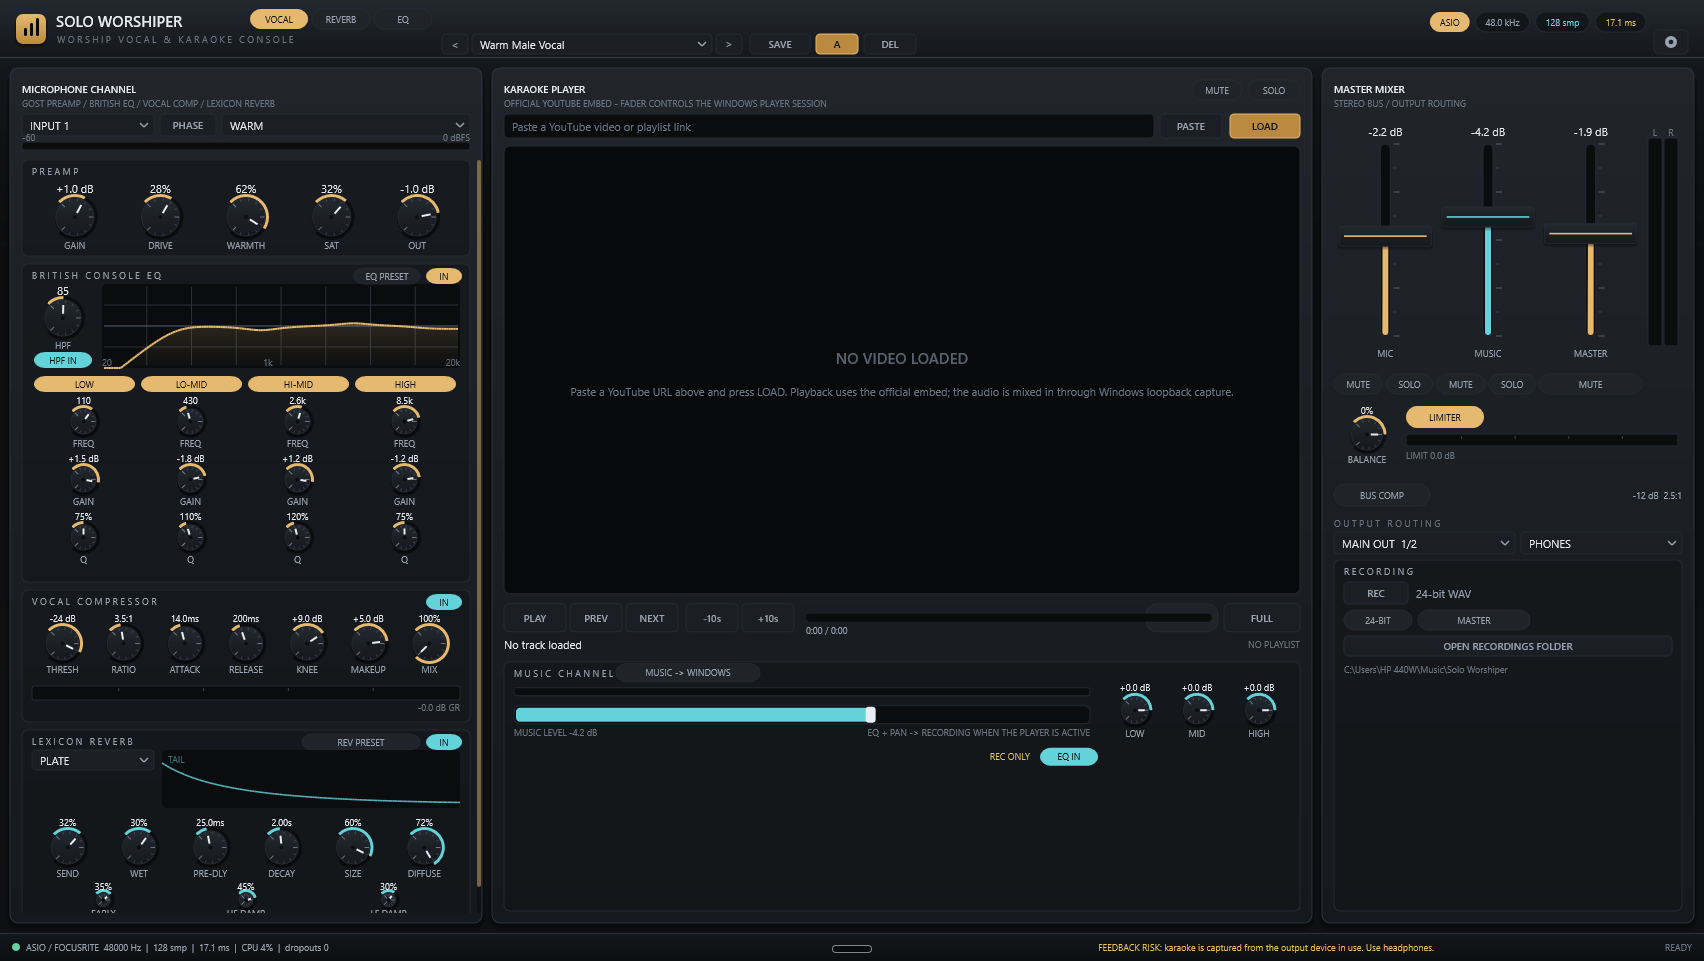 SOLO WORSHIPER
WORSHIP VOCAL & KARAOKE CONSOLE
VOCAL REVERB EQ
< Warm Male Vocal > SAVE A DEL
ASIO 48.0 kHz 128 smp 17.1 ms
MICROPHONE CHANNEL
GOST PREAMP / BRITISH EQ / VOCAL COMP / LEXICON REVERB
INPUT 1 PHASE WARM
-60 0 dBFS
PREAMP
+1.0 dB 28% 62% 32% -1.0 dB
GAIN DRIVE WARMTH SAT OUT
BRITISH CONSOLE EQ EQ PRESET IN
85
HPF
HPF IN
20 1k 20k
LOW LO-MID HI-MID HIGH
110 430 2.6k 8.5k
FREQ FREQ FREQ FREQ
+1.5 dB -1.8 dB +1.2 dB -1.2 dB
GAIN GAIN GAIN GAIN
75% 110% 120% 75%
Q Q Q Q
VOCAL COMPRESSOR IN
-24 dB 3.5:1 14.0ms 200ms +9.0 dB +5.0 dB 100%
THRESH RATIO ATTACK RELEASE KNEE MAKEUP MIX
-0.0 dB GR
LEXICON REVERB REV PRESET IN
PLATE
TAIL
32% 30% 25.0ms 2.00s 60% 72%
SEND WET PRE-DLY DECAY SIZE DIFFUSE
35% 45% 30%
EARLY HF DAMP LF DAMP
KARAOKE PLAYER
OFFICIAL YOUTUBE EMBED - FADER CONTROLS THE WINDOWS PLAYER SESSION
MUTE SOLO
Paste a YouTube video or playlist link PASTE LOAD
NO VIDEO LOADED
Paste a YouTube URL above and press LOAD. Playback uses the official embed; the audio is mixed in through Windows loopback capture.
PLAY PREV NEXT -10s +10s FULL
0:00 / 0:00
No track loaded NO PLAYLIST
MUSIC CHANNEL MUSIC -> WINDOWS
MUSIC LEVEL -4.2 dB EQ + PAN -> RECORDING WHEN THE PLAYER IS ACTIVE
REC ONLY EQ IN
+0.0 dB +0.0 dB +0.0 dB
LOW MID HIGH
MASTER MIXER
STEREO BUS / OUTPUT ROUTING
-2.2 dB -4.2 dB -1.9 dB L R
MIC MUSIC MASTER
MUTE SOLO MUTE SOLO MUTE
0%
BALANCE
LIMITER
LIMIT 0.0 dB
BUS COMP -12 dB 2.5:1
OUTPUT ROUTING
MAIN OUT 1/2 PHONES
RECORDING
REC 24-bit WAV
24-BIT MASTER
OPEN RECORDINGS FOLDER
C:\Users\HP 440W\Music\Solo Worshiper
ASIO / FOCUSRITE 48000 Hz | 128 smp | 17.1 ms | CPU 4% | dropouts 0
FEEDBACK RISK: karaoke is captured from the output device in use. Use headphones.
READY